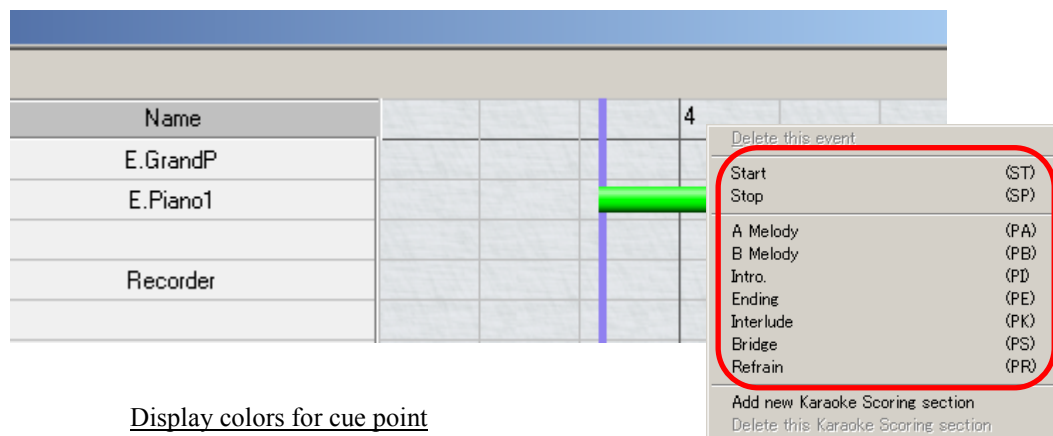 Name
4
E.GrandP
E.Piano1
Recorder
Delete this event
Start (ST)
Stop (SP)
A Melody (PA)
B Melody (PB)
Intro. (PI)
Ending (PE)
Interlude (PK)
Bridge (PS)
Refrain (PR)
Add new Karaoke Scoring section
Delete this Karaoke Scoring section
Display colors for cue point